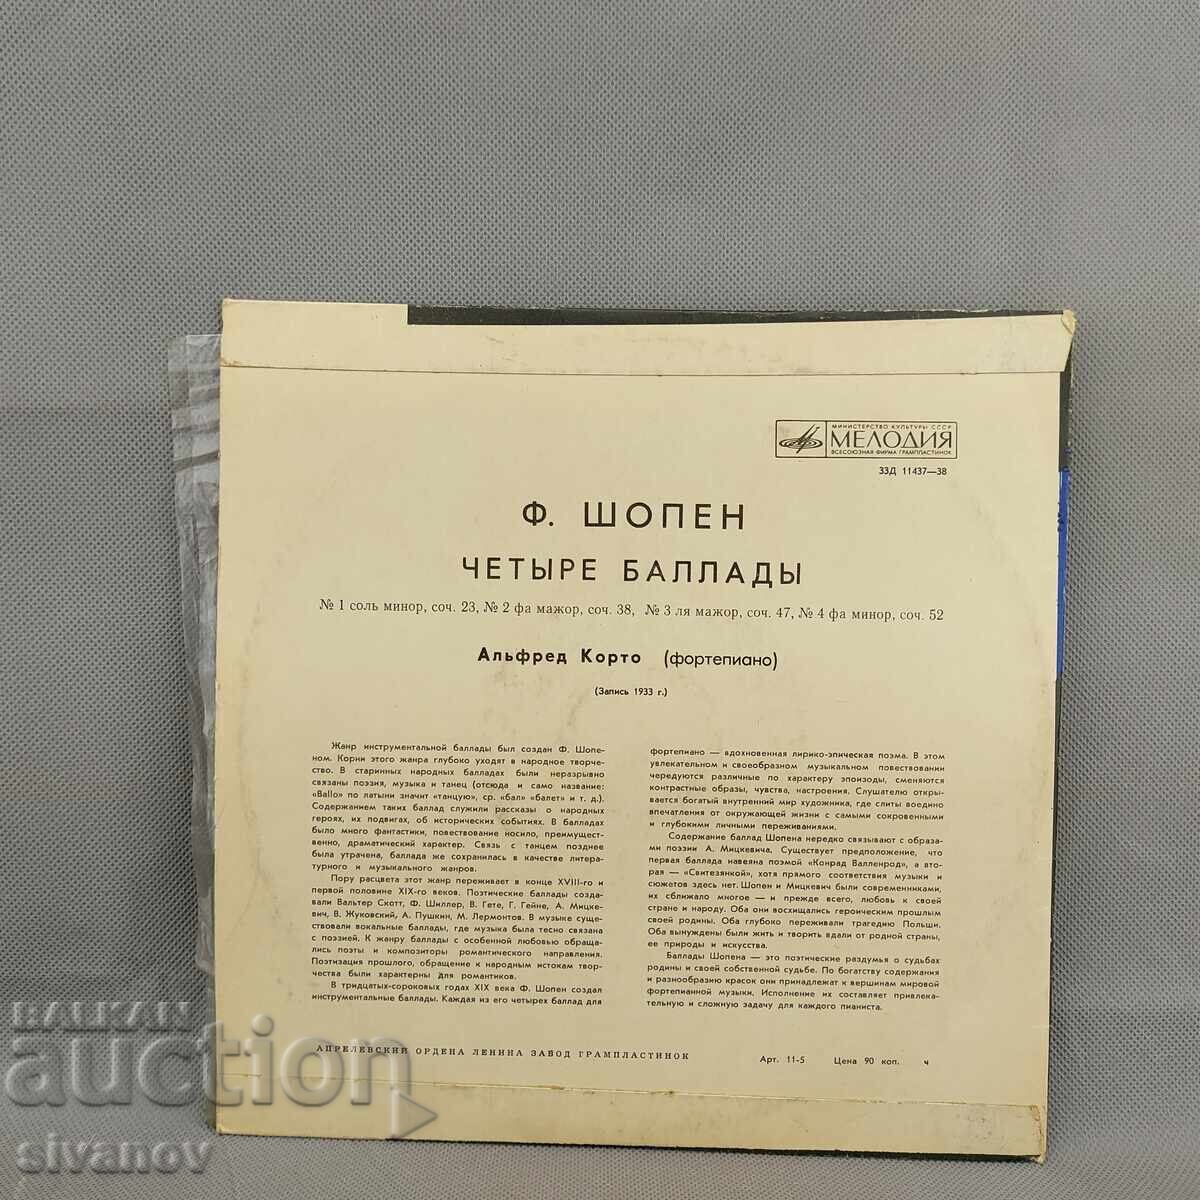 МИНИСТЕРСТВО КУЛЬТУРЫ СССР
МЕЛОДИЯ
ВСЕСОЮЗНАЯ ФИРМА ГРАМПЛАСТИНОК
33Д 11437—38
Ф. ШОПЕН
ЧЕТЫРЕ БАЛЛАДЫ
№ 1 соль минор, соч. 23, № 2 фа мажор, соч. 38, № 3 ля мажор, соч. 47, № 4 фа минор, соч. 52
Альфред Корто (фортепиано)
(Запись 1933 г.)
Жанр инструментальной баллады был создан Ф. Шопе-
ном. Корни этого жанра глубоко уходят в народное творче-
ство. В старинных народных балладах были неразрывно
связаны поэзия, музыка и танец (отсюда и само название:
«Ballo» по латыни значит «танцую», ср. «бал» «балет» и т. д.).
Содержанием таких баллад служили рассказы о народных
героях, их подвигах, об исторических событиях. В балладах
было много фантастики, повествование носило, преимущест-
венно, драматический характер. Связь с танцем позднее
была утрачена, баллада же сохранилась в качестве литера-
турного и музыкального жанров.
Пору расцвета этот жанр переживает в конце XVIII-го и
первой половине XIX-го веков. Поэтические баллады созда-
вали Вальтер Скотт, Ф. Шиллер, В. Гете, Г. Гейне, А. Мицке-
вич, В. Жуковский, А. Пушкин, М. Лермонтов. В музыке суще-
ствовали вокальные баллады, где музыка была тесно связана
с поэзией. К жанру баллады с особенной любовью обраща-
лись поэты и композиторы романтического направления.
Поэтизация прошлого, обращение к народным истокам твор-
чества были характерны для романтиков.
В тридцатых-сороковых годах XIX века Ф. Шопен создал
инструментальные баллады. Каждая из его четырех баллад для
фортепиано — вдохновенная лирико-эпическая поэма. В этом
увлекательном и своеобразном музыкальном повествовании
чередуются различные по характеру эпизоды, сменяются
контрастные образы, чувства, настроения. Слушателю откры-
вается богатый внутренний мир художника, где слиты воедино
впечатления от окружающей жизни с самыми сокровенными
и глубокими личными переживаниями.
Содержание баллад Шопена нередко связывают с образа-
ми поэзии А. Мицкевича. Существует предположение, что
первая баллада навеяна поэмой «Конрад Валленрод», а вто-
рая — «Свитезянкой», хотя прямого соответствия музыки и
сюжетов здесь нет. Шопен и Мицкевич были современниками,
их сближало многое — и прежде всего, любовь к своей
стране и народу. Оба они восхищались героическим прошлым
своей родины. Оба глубоко переживали трагедию Польши.
Оба вынуждены были жить и творить вдали от родной страны,
ее природы и искусства.
Баллады Шопена — это поэтические раздумья о судьбах
родины и своей собственной судьбе. По богатству содержания
и разнообразию красок они принадлежат к вершинам мировой
фортепианной музыки. Исполнение их составляет привлека-
тельную и сложную задачу для каждого пианиста.
АПРЕЛЕВСКИЙ ОРДЕНА ЛЕНИНА ЗАВОД ГРАМПЛАСТИНОК
Арт. 11-5 Цена 90 коп. ч
auction
sivanov